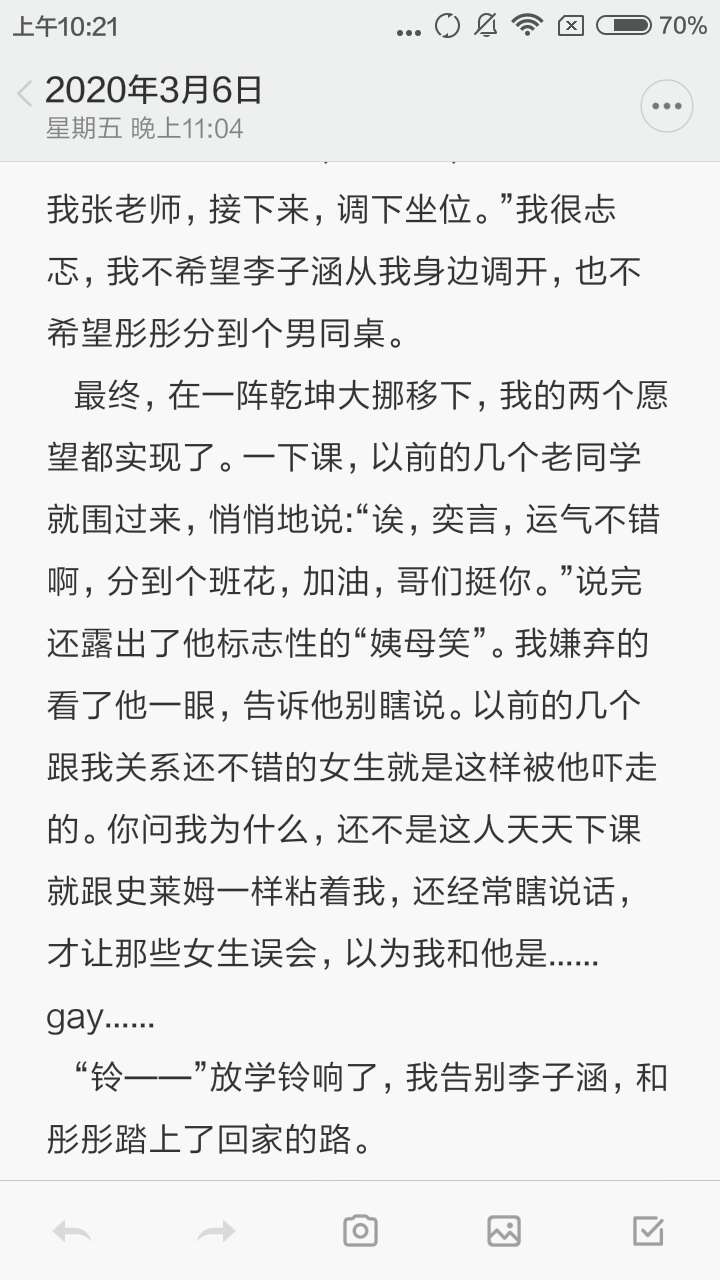 上午10:21
... 70%
2020年3月6日
星期五 晚上11:04
我张老师，接下来，调下坐位。”我很忐
忑，我不希望李子涵从我身边调开，也不
希望彤彤分到个男同桌。
最终，在一阵乾坤大挪移下，我的两个愿
望都实现了。一下课，以前的几个老同学
就围过来，悄悄地说:“诶，奕言，运气不错
啊，分到个班花，加油，哥们挺你。”说完
还露出了他标志性的“姨母笑”。我嫌弃的
看了他一眼，告诉他别瞎说。以前的几个
跟我关系还不错的女生就是这样被他吓走
的。你问我为什么，还不是这人天天下课
就跟史莱姆一样粘着我，还经常瞎说话，
才让那些女生误会，以为我和他是......
gay......
“铃一一”放学铃响了，我告别李子涵，和
彤彤踏上了回家的路。